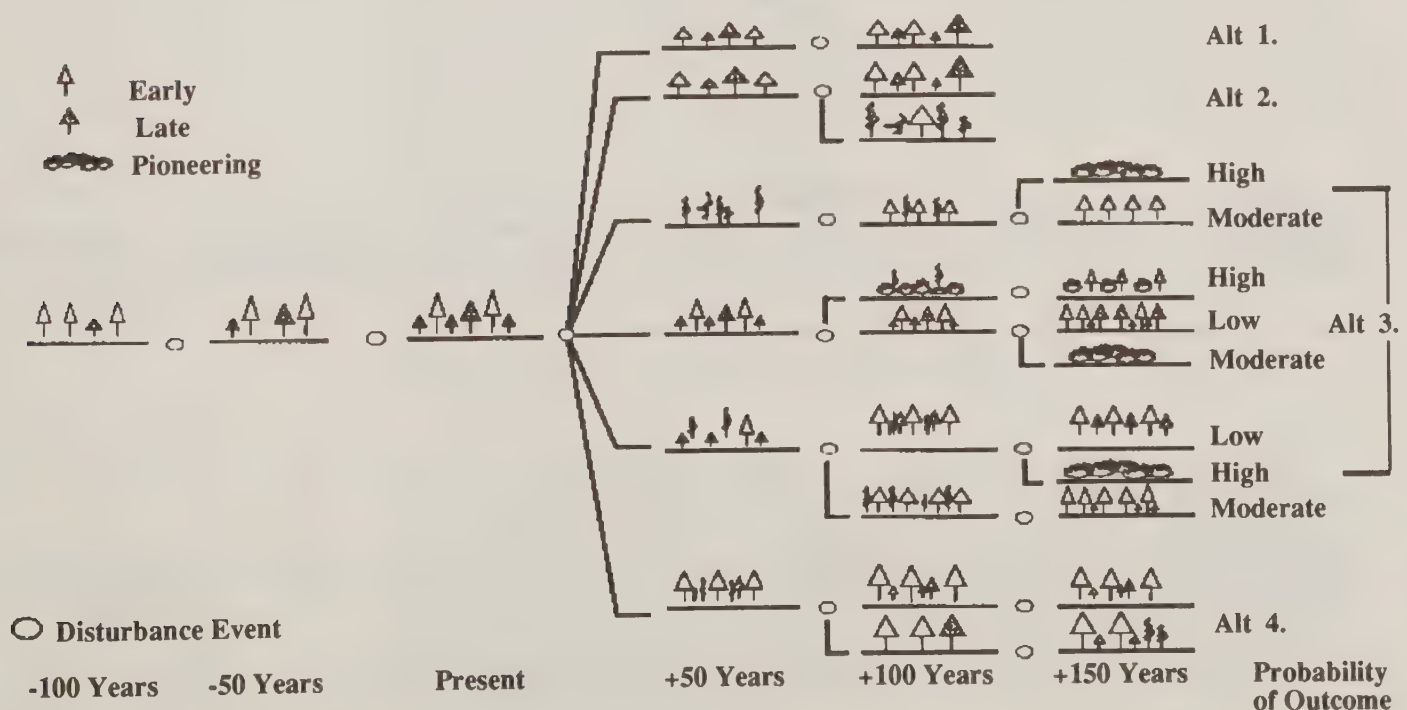 Early
Late
Pioneering
Alt 1.
Alt 2.
High
Moderate
High
Low
Moderate
Alt 3.
Low
High
Moderate
Alt 4.
Disturbance Event
-100 Years
-50 Years
Present
+50 Years
+100 Years
+150 Years
Probability
of Outcome